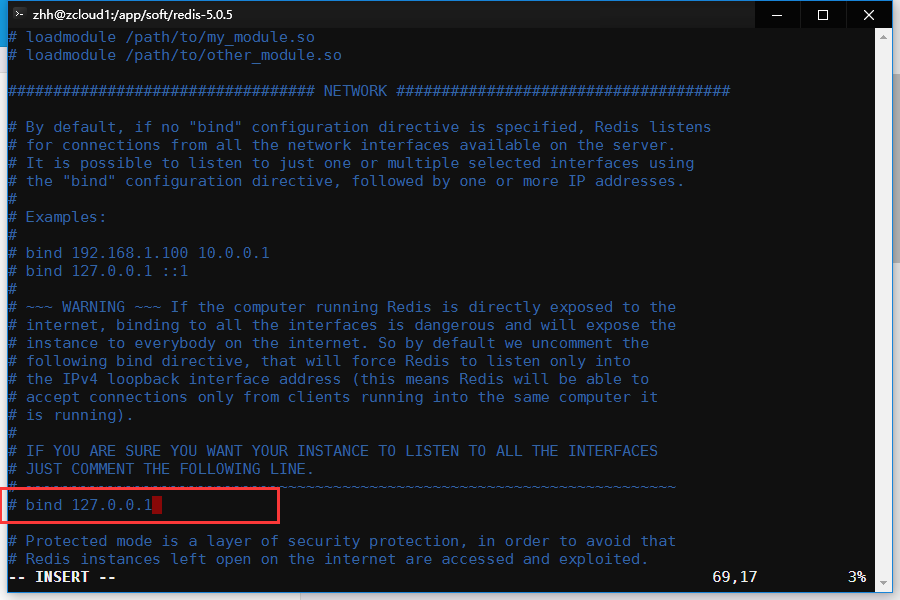 zhh@zcloud1:/app/soft/redis-5.0.5
# loadmodule /path/to/my_module.so
# loadmodule /path/to/other_module.so
################################## NETWORK #####################################
# By default, if no "bind" configuration directive is specified, Redis listens
# for connections from all the network interfaces available on the server.
# It is possible to listen to just one or multiple selected interfaces using
# the "bind" configuration directive, followed by one or more IP addresses.
#
# Examples:
#
# bind 192.168.1.100 10.0.0.1
# bind 127.0.0.1 ::1
#
# ~~~ WARNING ~~~ If the computer running Redis is directly exposed to the
# internet, binding to all the interfaces is dangerous and will expose the
# instance to everybody on the internet. So by default we uncomment the
# following bind directive, that will force Redis to listen only into
# the IPv4 loopback interface address (this means Redis will be able to
# accept connections only from clients running into the same computer it
# is running).
#
# IF YOU ARE SURE YOU WANT YOUR INSTANCE TO LISTEN TO ALL THE INTERFACES
# JUST COMMENT THE FOLLOWING LINE.
# ~~~~~~~~~~~~~~~~~~~~~~~~~~~~~~~~~~~~~~~~~~~~~~~~~~~~~~~~~~~~~~~~~~~~~~~~
# bind 127.0.0.1
# Protected mode is a layer of security protection, in order to avoid that
# Redis instances left open on the internet are accessed and exploited.
-- INSERT -- 69,17 3%